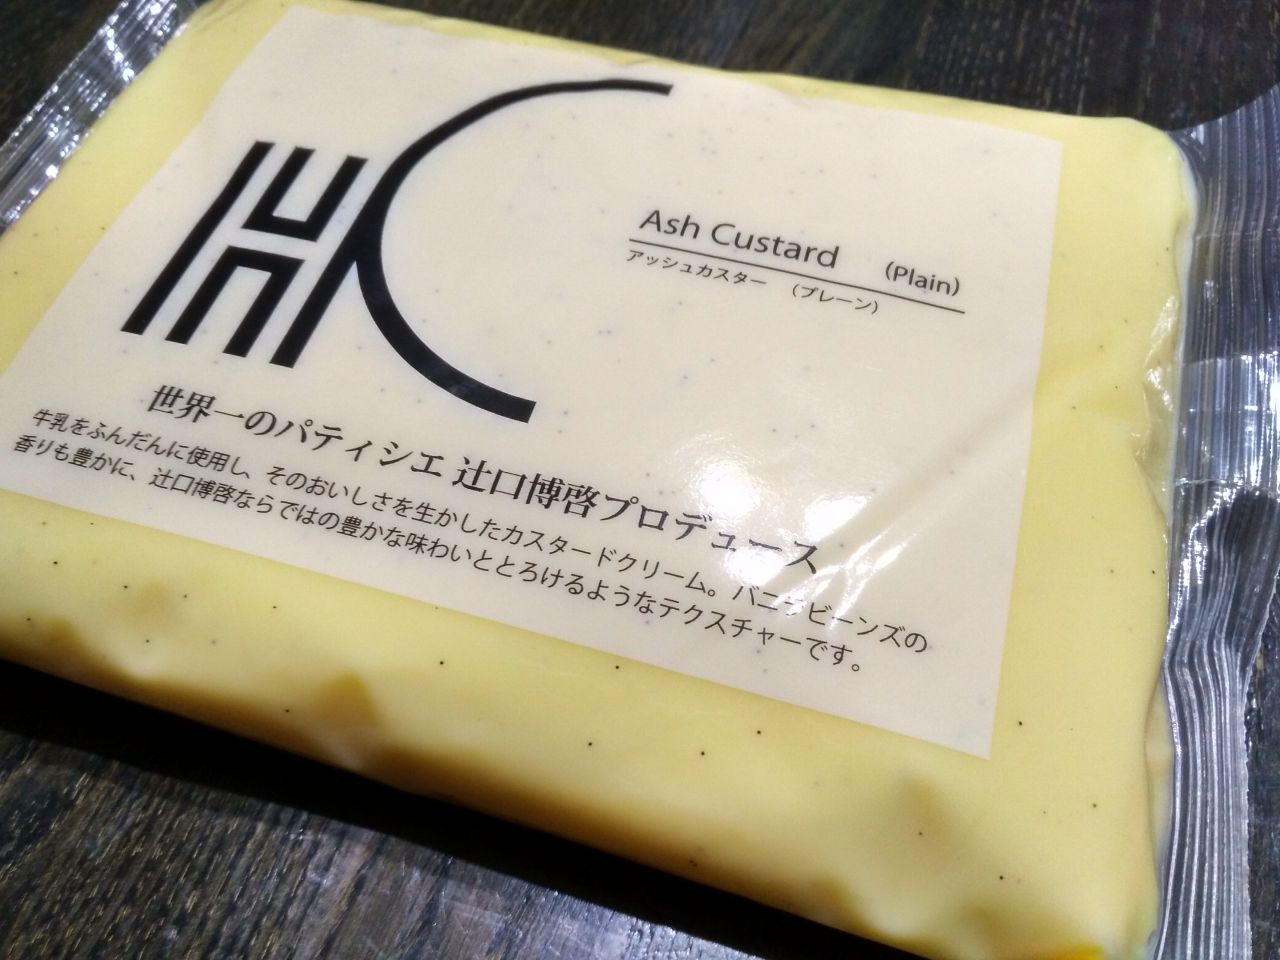 HC
Ash Custard (Plain)
アッシュカスター （プレーン）
世界一のパティシエ 辻口博啓プロデュース
牛乳をふんだんに使用し、そのおいしさを生かしたカスタードクリーム。バニラビーンズの
香りも豊かに、辻口博啓ならではの豊かな味わいととろけるようなテクスチャーです。